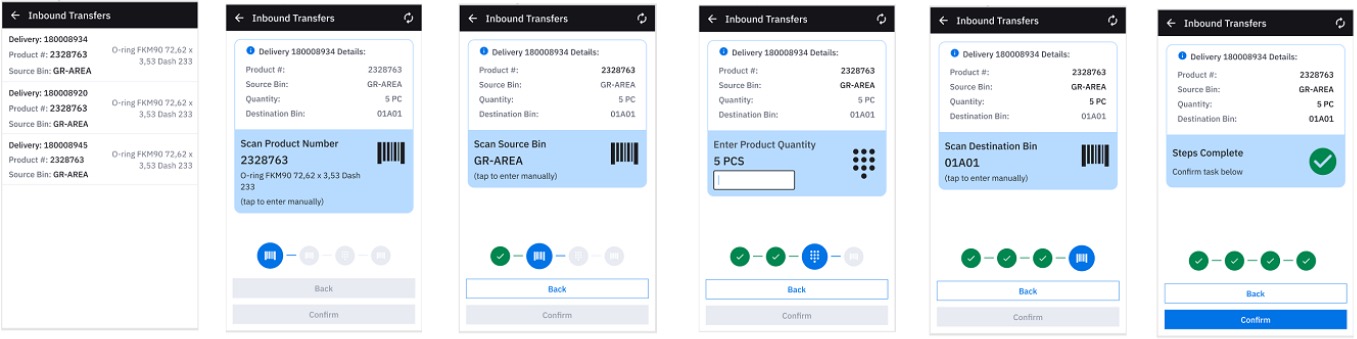 Inbound Transfers
Delivery: 180008934
Product #: 2328763
O-ring FKM90 72,62 x
3,53 Dash 233
Source Bin: GR-AREA
Delivery: 180008920
Product #: 2328763
O-ring FKM90 72,62 x
3,53 Dash 233
Source Bin: GR-AREA
Delivery: 180008945
Product #: 2328763
O-ring FKM90 72,62 x
3,53 Dash 233
Source Bin: GR-AREA
Inbound Transfers
Delivery 180008934 Details:
Product #: 2328763
Source Bin: GR-AREA
Quantity: 5 PC
Destination Bin: 01A01
Scan Product Number
2328763
O-ring FKM90 72,62 x 3,53 Dash
233
(tap to enter manually)
Back
Confirm
Inbound Transfers
Delivery 180008934 Details:
Product #: 2328763
Source Bin: GR-AREA
Quantity: 5 PC
Destination Bin: 01A01
Scan Source Bin
GR-AREA
(tap to enter manually)
Back
Confirm
Inbound Transfers
Delivery 180008934 Details:
Product #: 2328763
Source Bin: GR-AREA
Quantity: 5 PC
Destination Bin: 01A01
Enter Product Quantity
5 PCS
Back
Confirm
Inbound Transfers
Delivery 180008934 Details:
Product #: 2328763
Source Bin: GR-AREA
Quantity: 5 PC
Destination Bin: 01A01
Scan Destination Bin
01A01
(tap to enter manually)
Back
Confirm
Inbound Transfers
Delivery 180008934 Details:
Product #: 2328763
Source Bin: GR-AREA
Quantity: 5 PC
Destination Bin: 01A01
Steps Complete
Confirm task below
Back
Confirm